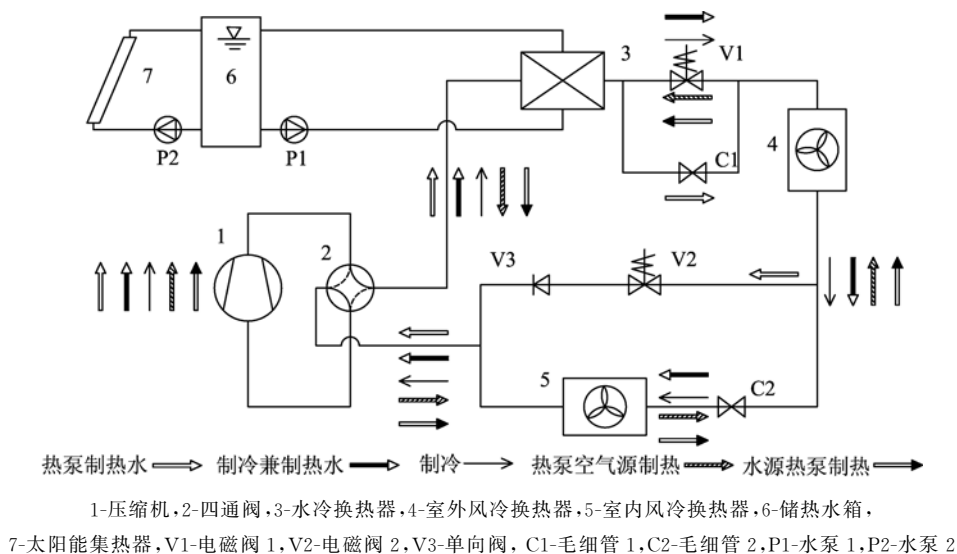 3
V1
7
6
4
P2
P1
C1
1
2
V3
V2
5
C2
热泵制热水 制冷兼制热水 制冷 热泵空气源制热 水源热泵制热
1-压缩机,2-四通阀,3-水冷换热器,4-室外风冷换热器,5-室内风冷换热器,6-储热水箱,
7-太阳能集热器,V1-电磁阀 1,V2-电磁阀 2,V3-单向阀, C1-毛细管 1,C2-毛细管 2,P1-水泵 1,P2-水泵 2